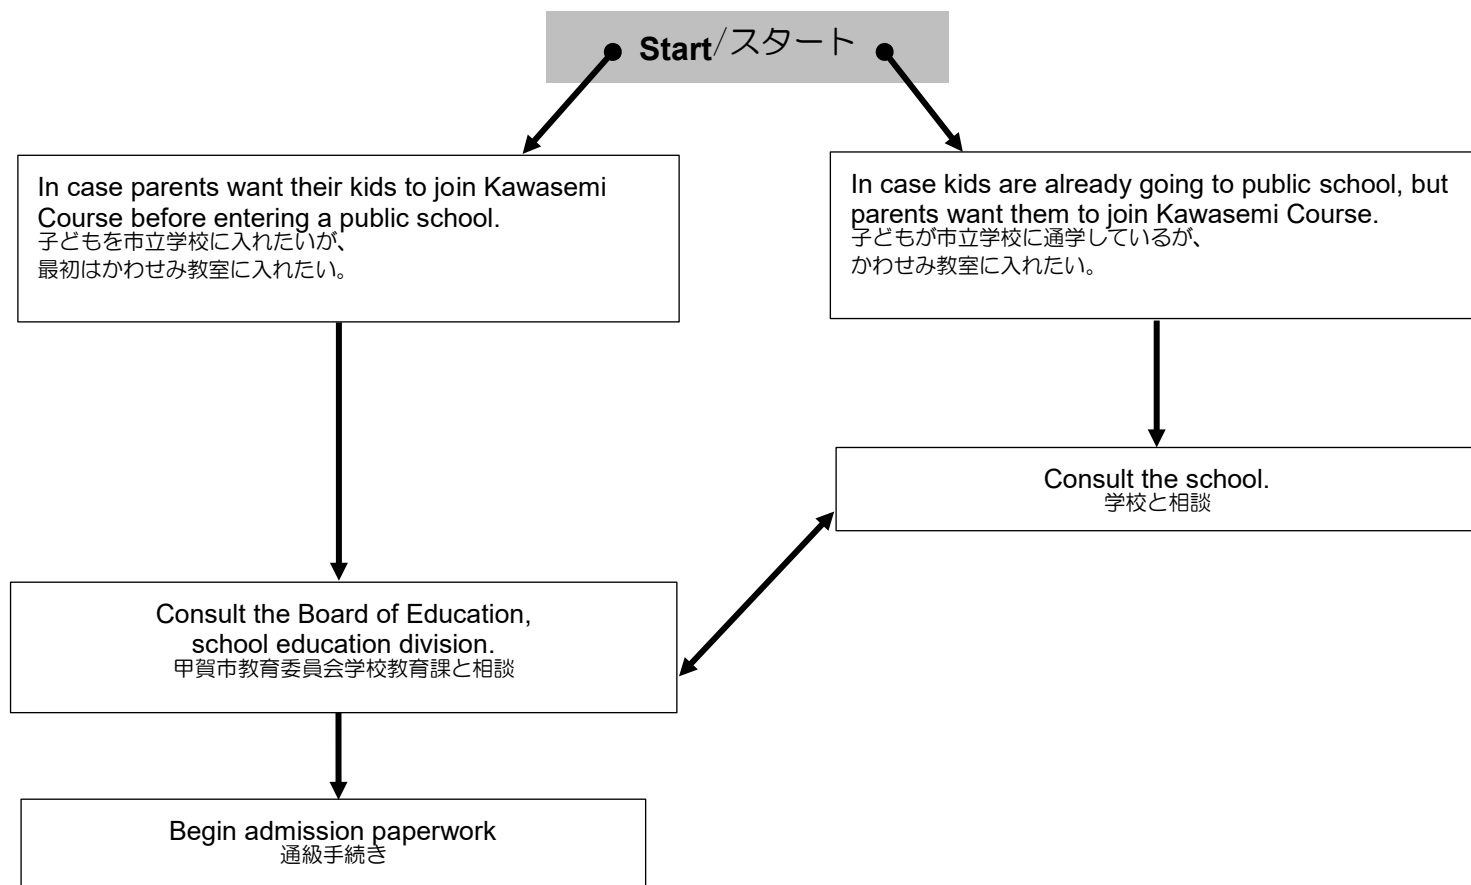 Start/スタート
In case parents want their kids to join Kawasemi
Course before entering a public school.
子どもを市立学校に入れたいが、
最初はかわせみ教室に入れたい。
In case kids are already going to public school, but
parents want them to join Kawasemi Course.
子どもが市立学校に通学しているが、
かわせみ教室に入れたい。
Consult the school.
学校と相談
Consult the Board of Education,
school education division.
甲賀市教育委員会学校教育課と相談
Begin admission paperwork
通級手続き